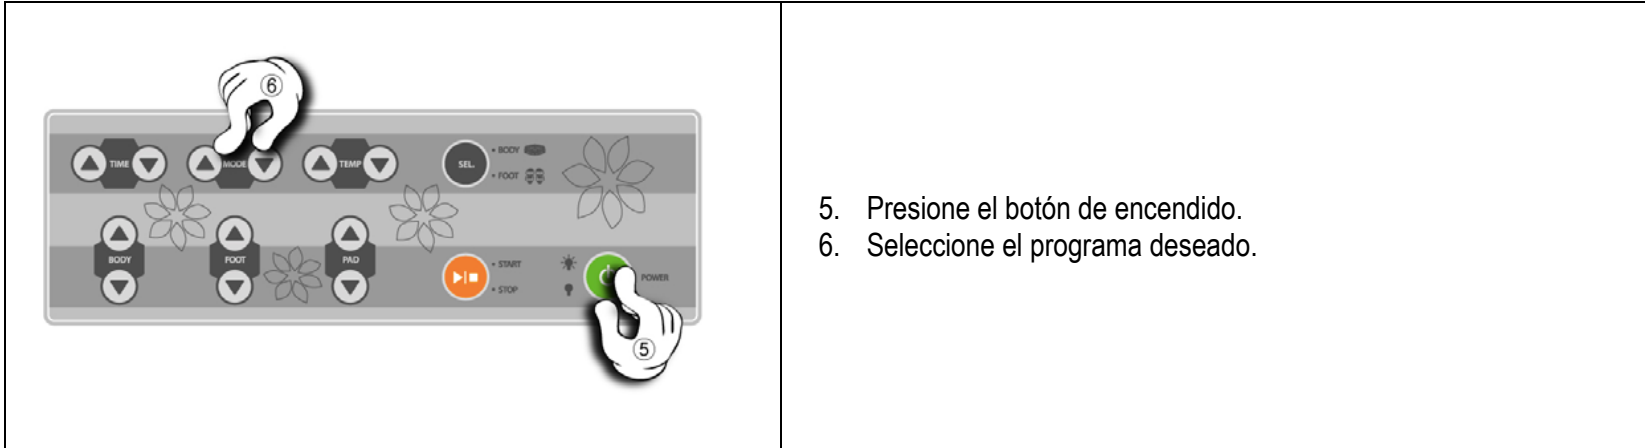 ⑥
TIME
MODE
TEMP
SEL.
• BODY
• FOOT
BODY
FOOT
PAD
• START
• STOP
POWER
⑤
5. Presione el botón de encendido.
6. Seleccione el programa deseado.